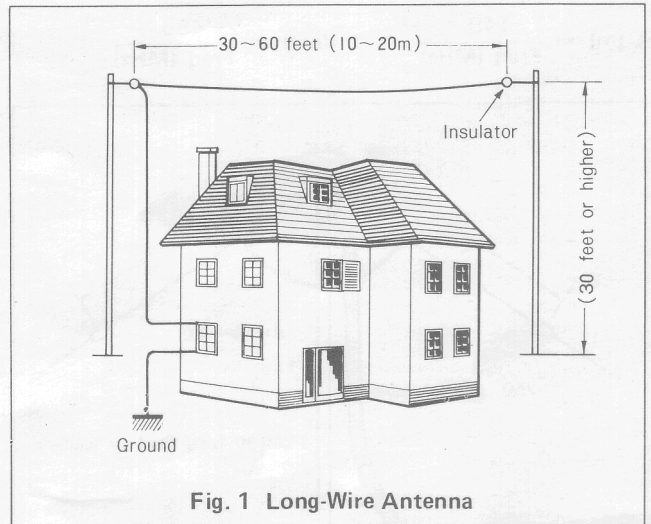 30~60 feet (10~20m)
Insulator
(30 feet or higher)
Ground
Fig. 1 Long-Wire Antenna